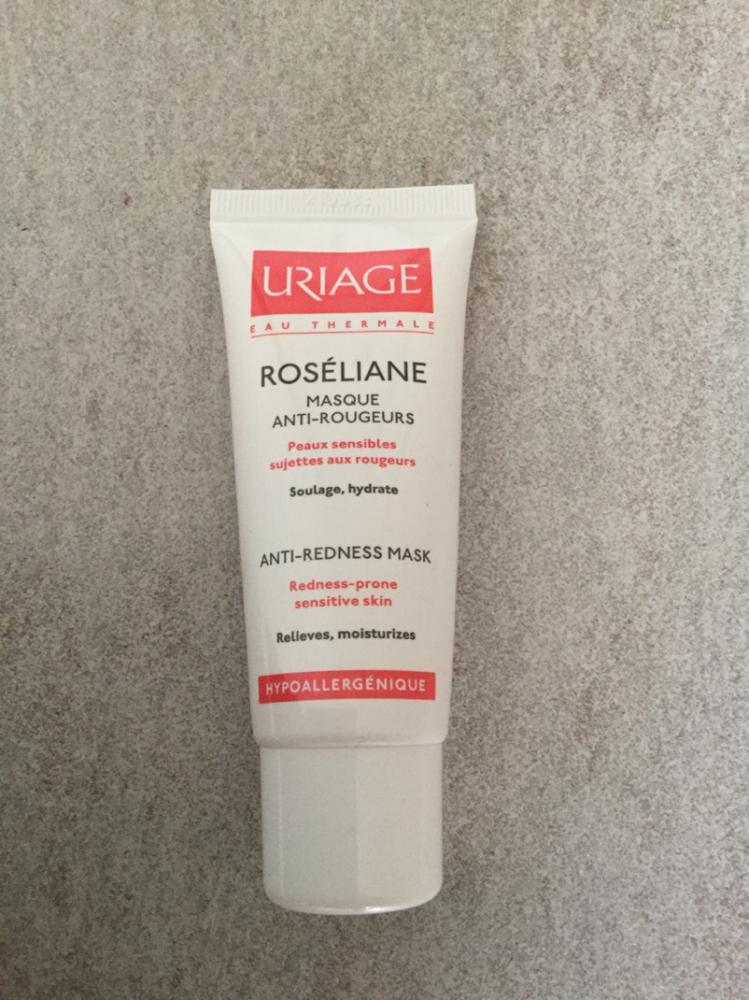 URIAGE
EAU THERMALE
ROSÉLIANE
MASQUE
ANTI-ROUGEURS
Peaux sensibles
sujettes aux rougeurs
Soulage, hydrate
ANTI-REDNESS MASK
Redness-prone
sensitive skin
Relieves, moisturizes
HYPOALLERGÉNIQUE